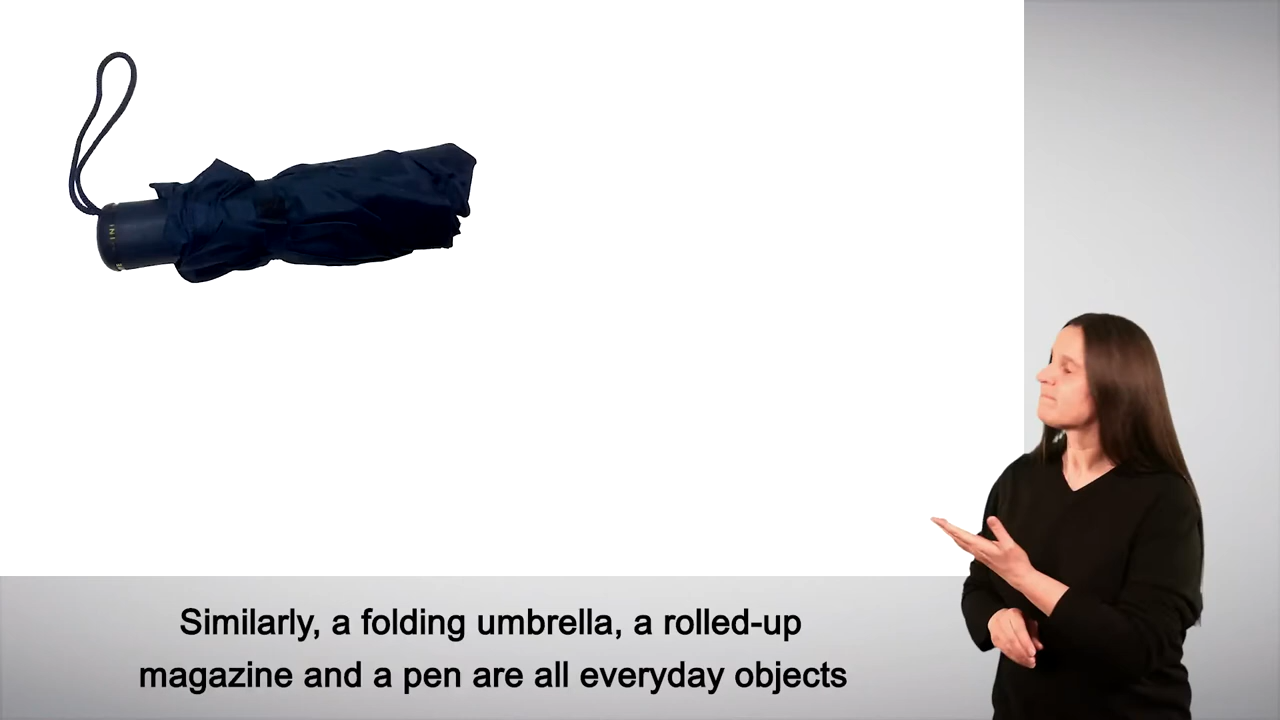 Similarly, a folding umbrella, a rolled-up
magazine and a pen are all everyday objects